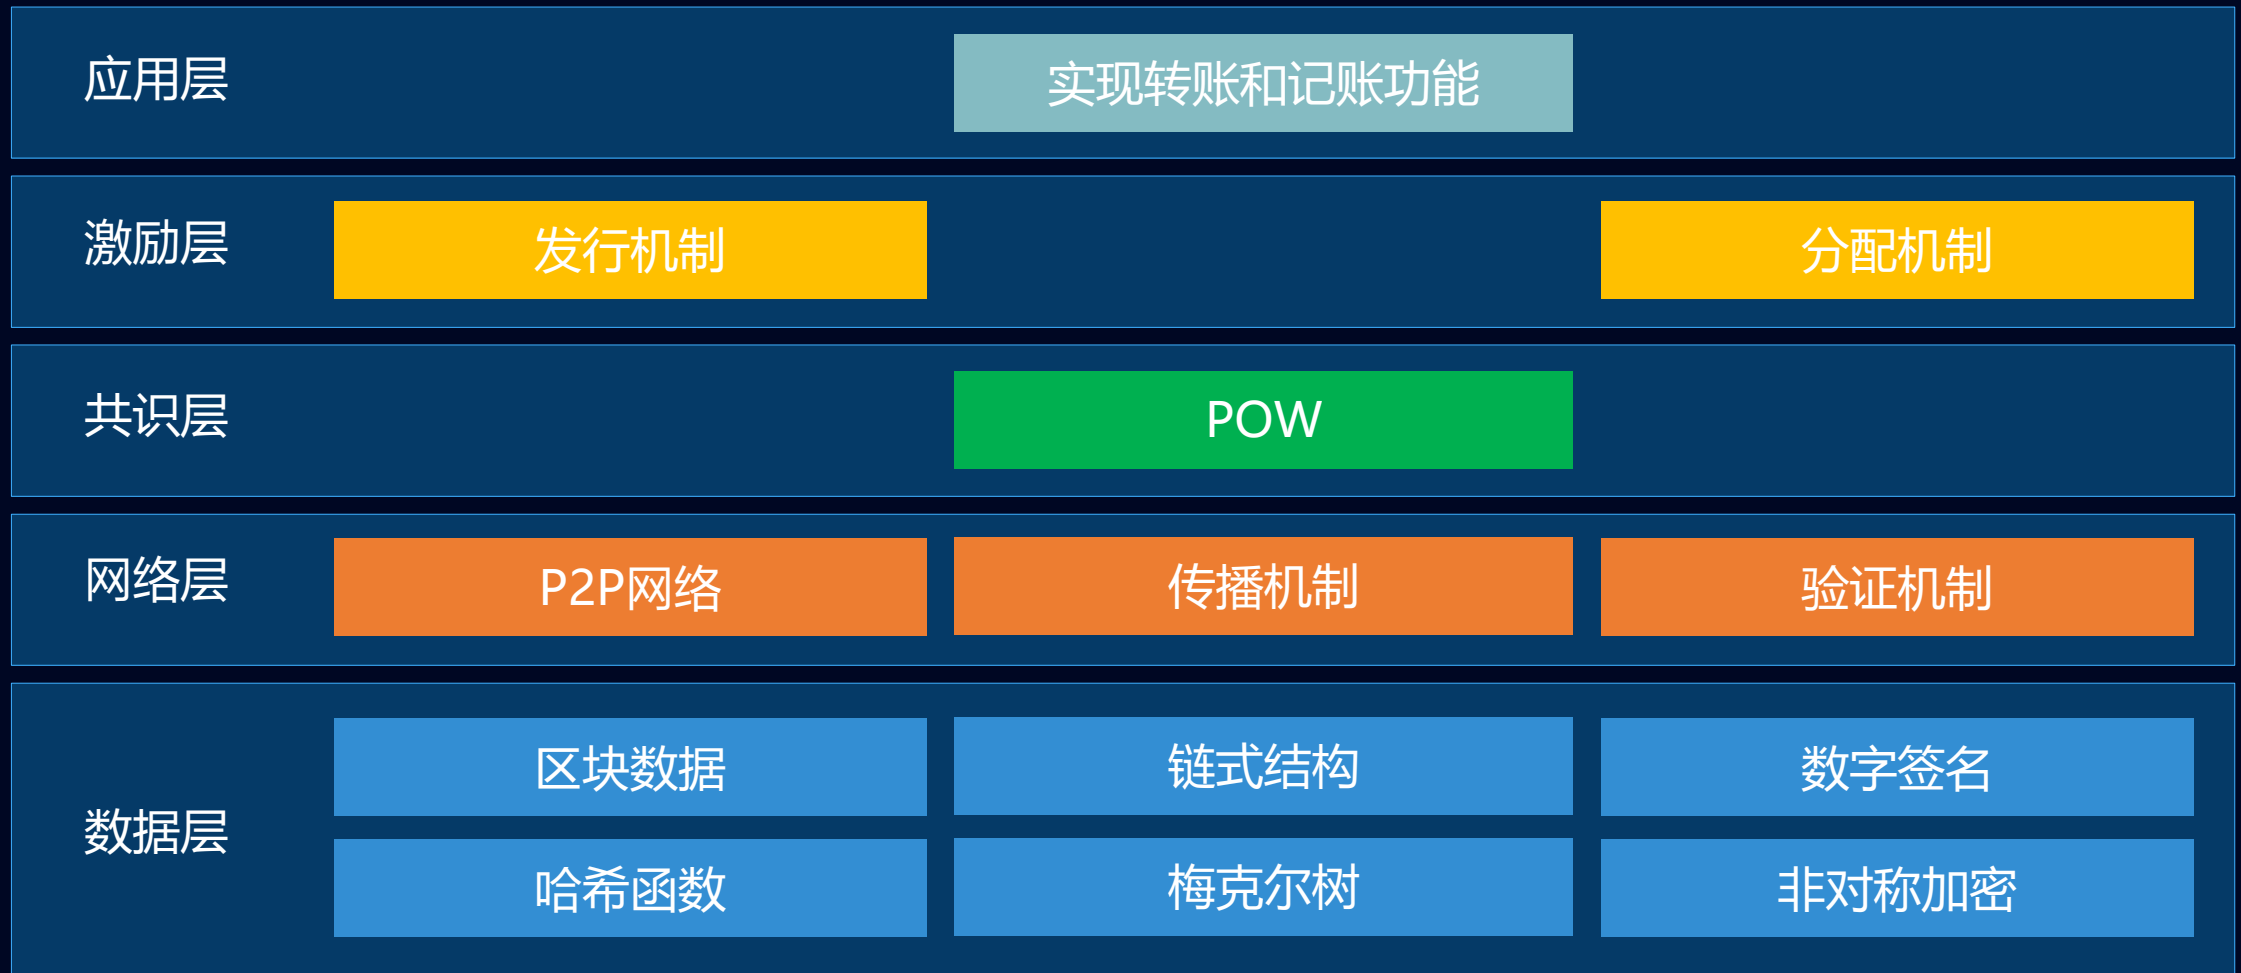 应用层
实现转账和记账功能
激励层
发行机制
分配机制
共识层
POW
网络层
P2P网络
传播机制
验证机制
数据层
区块数据
链式结构
数字签名
哈希函数
梅克尔树
非对称加密